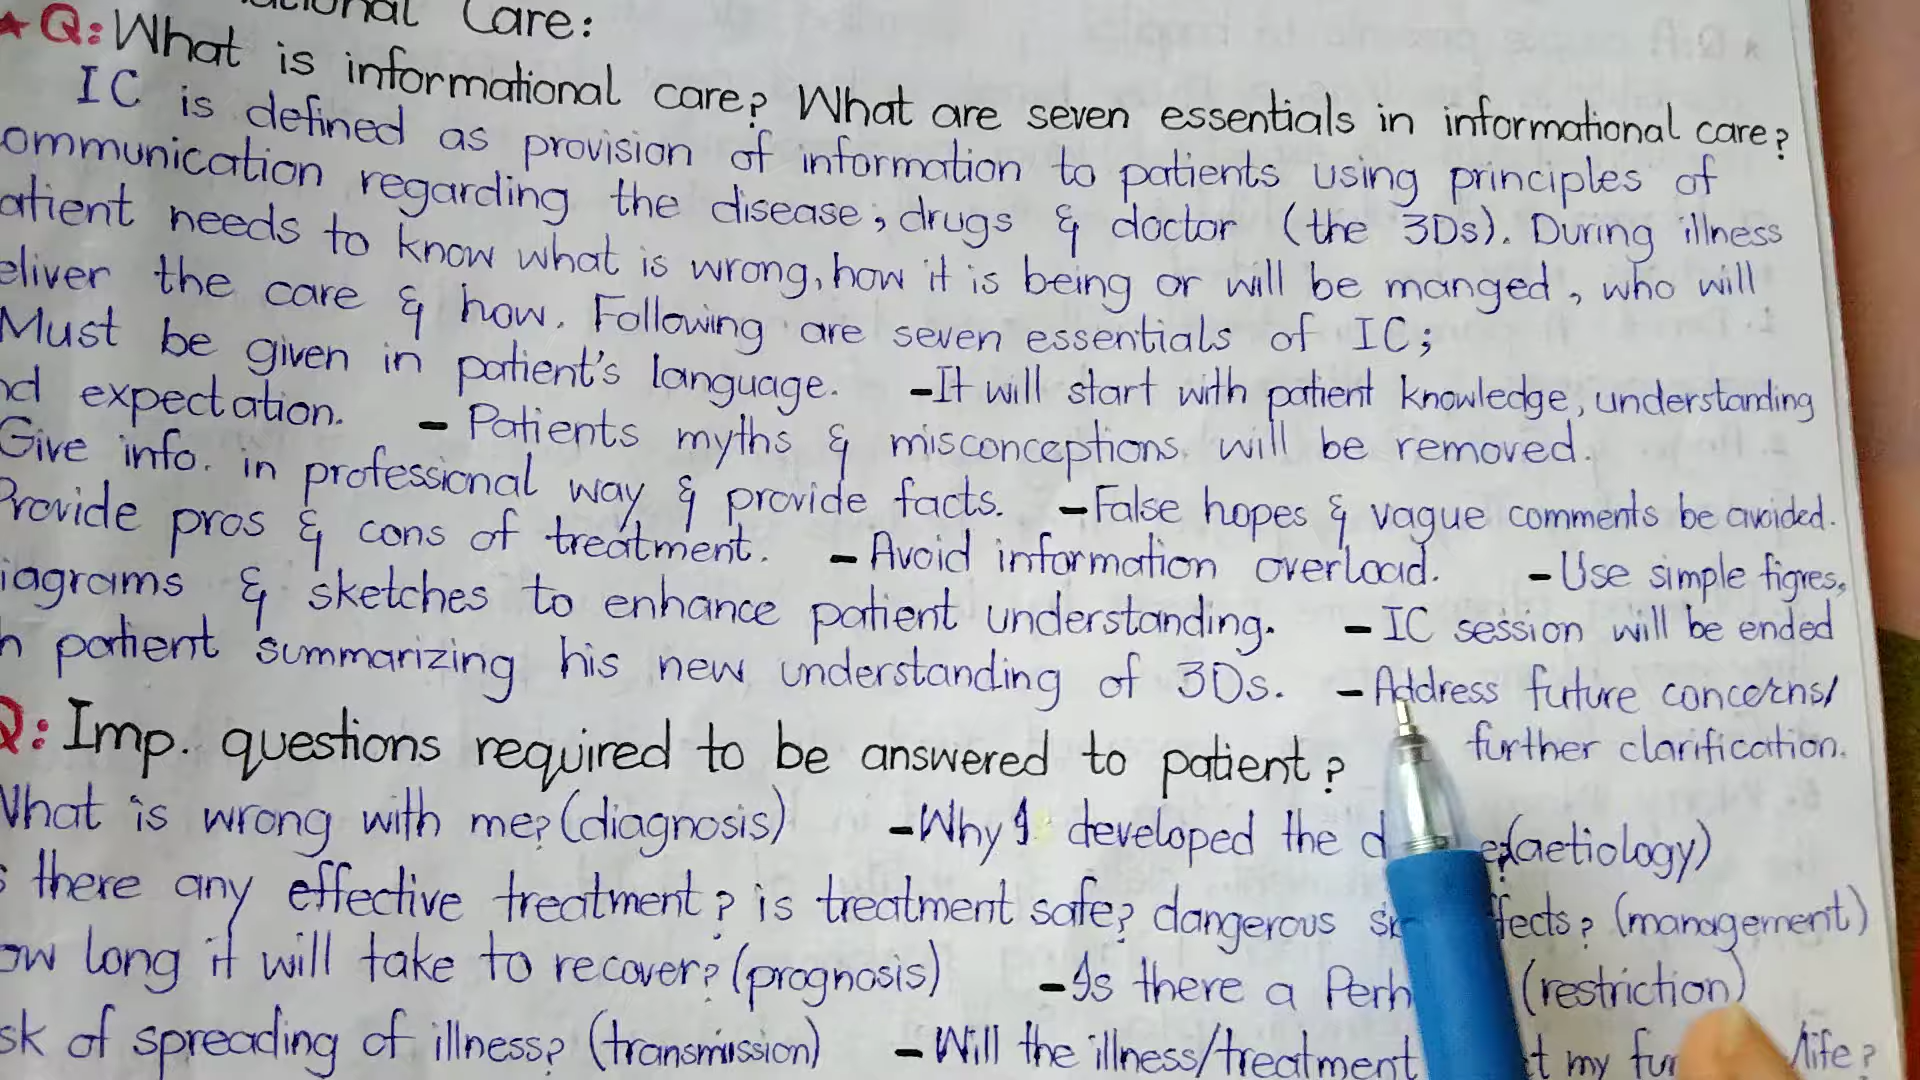 Care:
Q: What is informational care? What are seven essentials in informational care?
IC is defined as provision of information to patients using principles of
ommunication regarding the disease, drugs & doctor (the 3Ds). During illness
atient needs to know what is wrong, how it is being or will be manged, who will
eliver the care & how. Following are seven essentials of IC;
Must be given in patient's language. -It will start with patient knowledge, understanding
nd expectation. - Patients myths & misconceptions will be removed.
Give info. in professional way & provide facts. -False hopes & vague comments be avoided.
Provide pros & cons of treatment. -Avoid information overload. -Use simple figres,
iagrams & sketches to enhance patient understanding. - IC session will be ended
h patient summarizing his new understanding of 3Ds. -Address future concerns/
further clarification.
Q: Imp. questions required to be answered to patient?
What is wrong with me? (diagnosis) -Why I developed the d (aetiology)
s there any effective treatment? is treatment safe? dangerous (management)
ow long it will take to recover? (prognosis) -Is there a (restriction)
sk of spreading of illness? (transmission) -Will the illness/treatment my life?